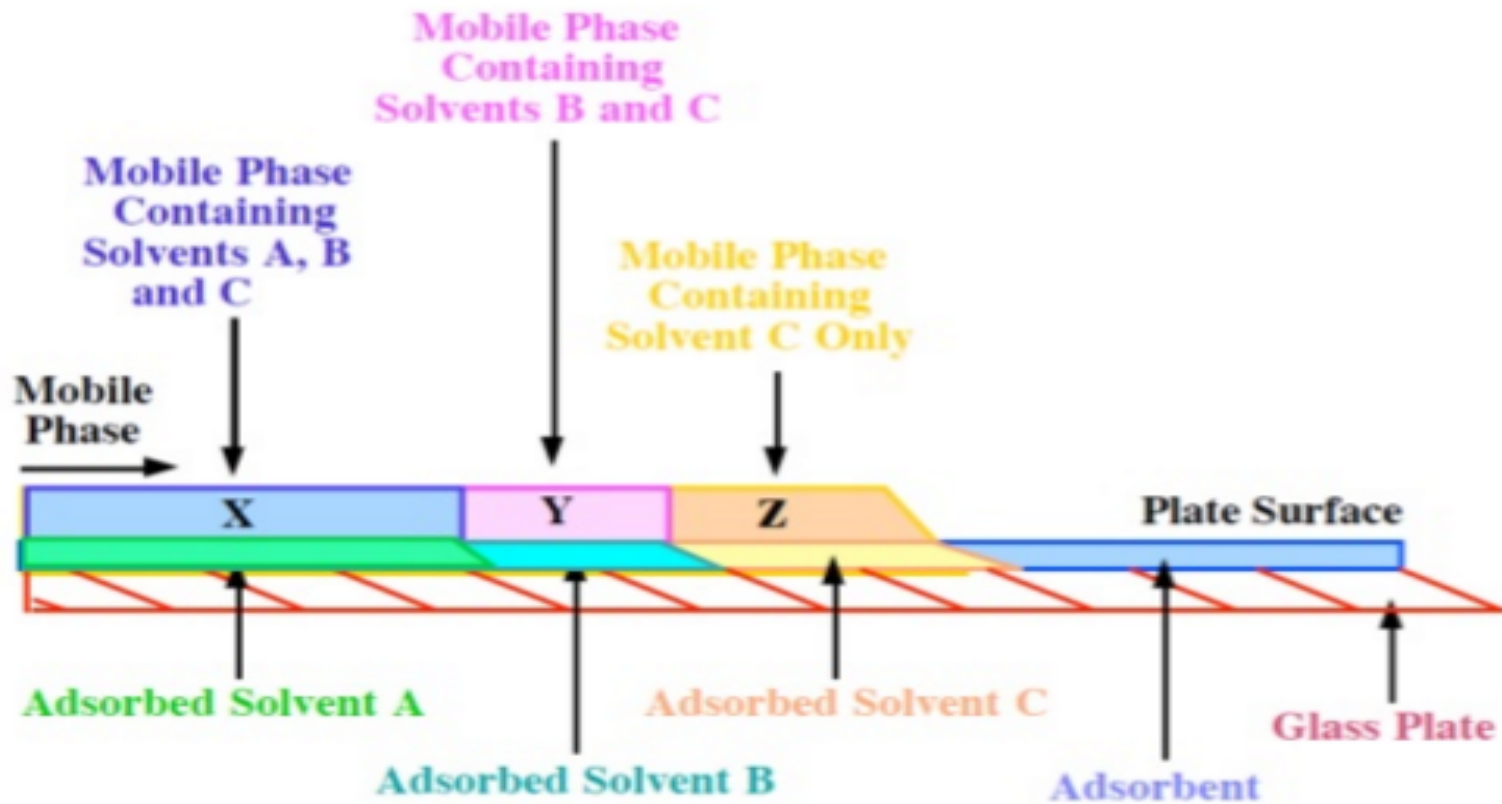 Mobile Phase
Containing
Solvents B and C
Mobile Phase
Containing
Solvents A, B
and C
Mobile Phase
Containing
Solvent C Only
Mobile
Phase
X
Y
Z
Plate Surface
Adsorbed Solvent A
Adsorbed Solvent C
Glass Plate
Adsorbed Solvent B
Adsorbent